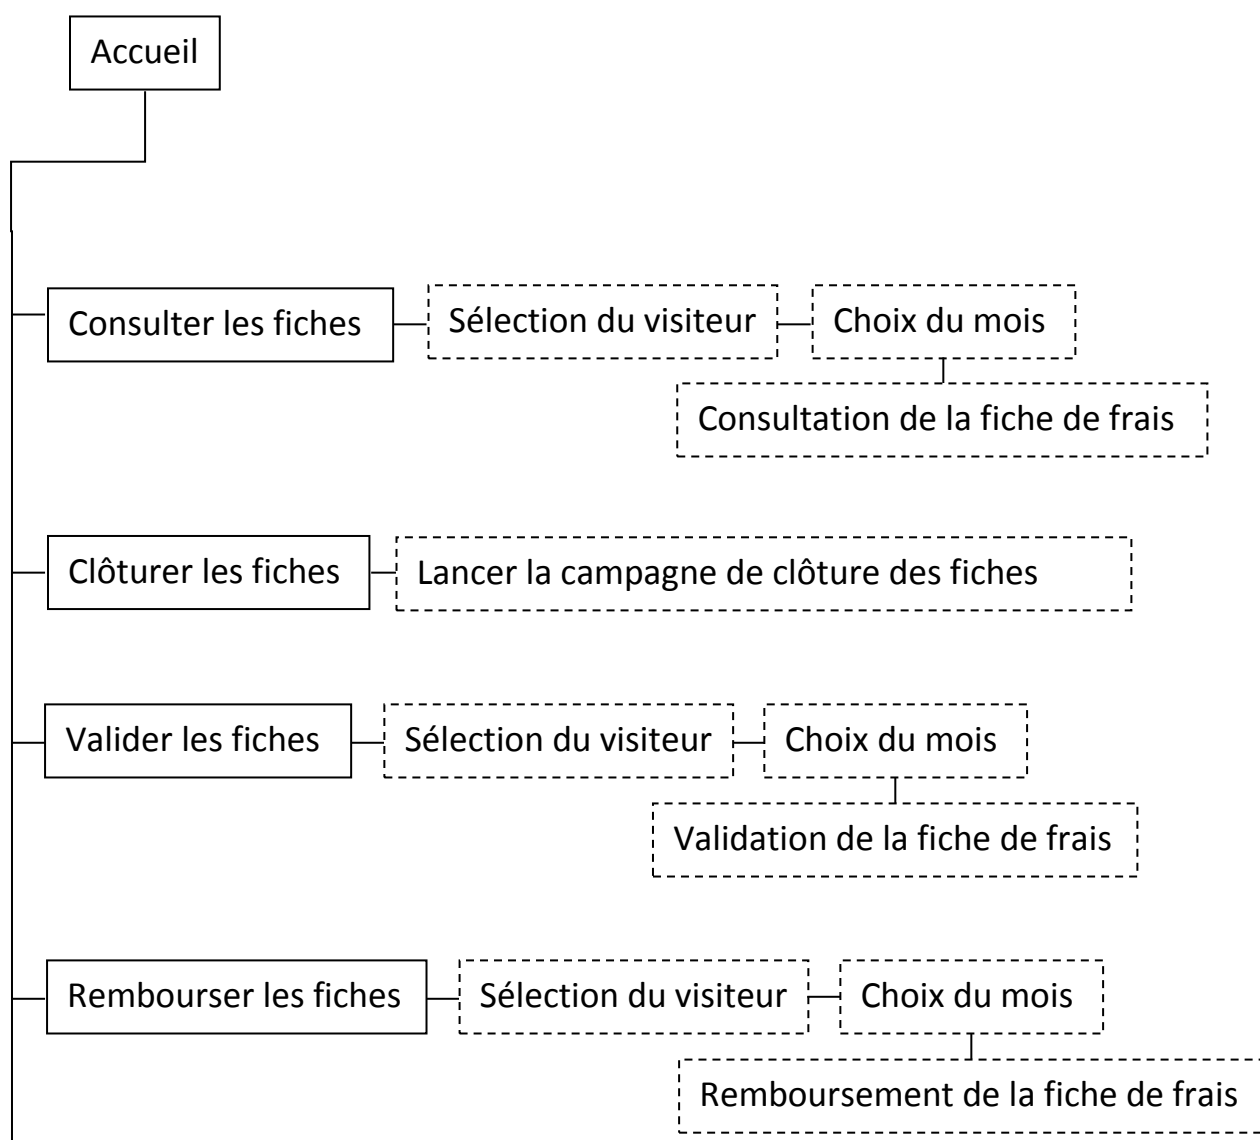 Accueil
Consulter les fiches
Sélection du visiteur
Choix du mois
Consultation de la fiche de frais
Clôturer les fiches
Lancer la campagne de clôture des fiches
Valider les fiches
Sélection du visiteur
Choix du mois
Validation de la fiche de frais
Rembourser les fiches
Sélection du visiteur
Choix du mois
Remboursement de la fiche de frais